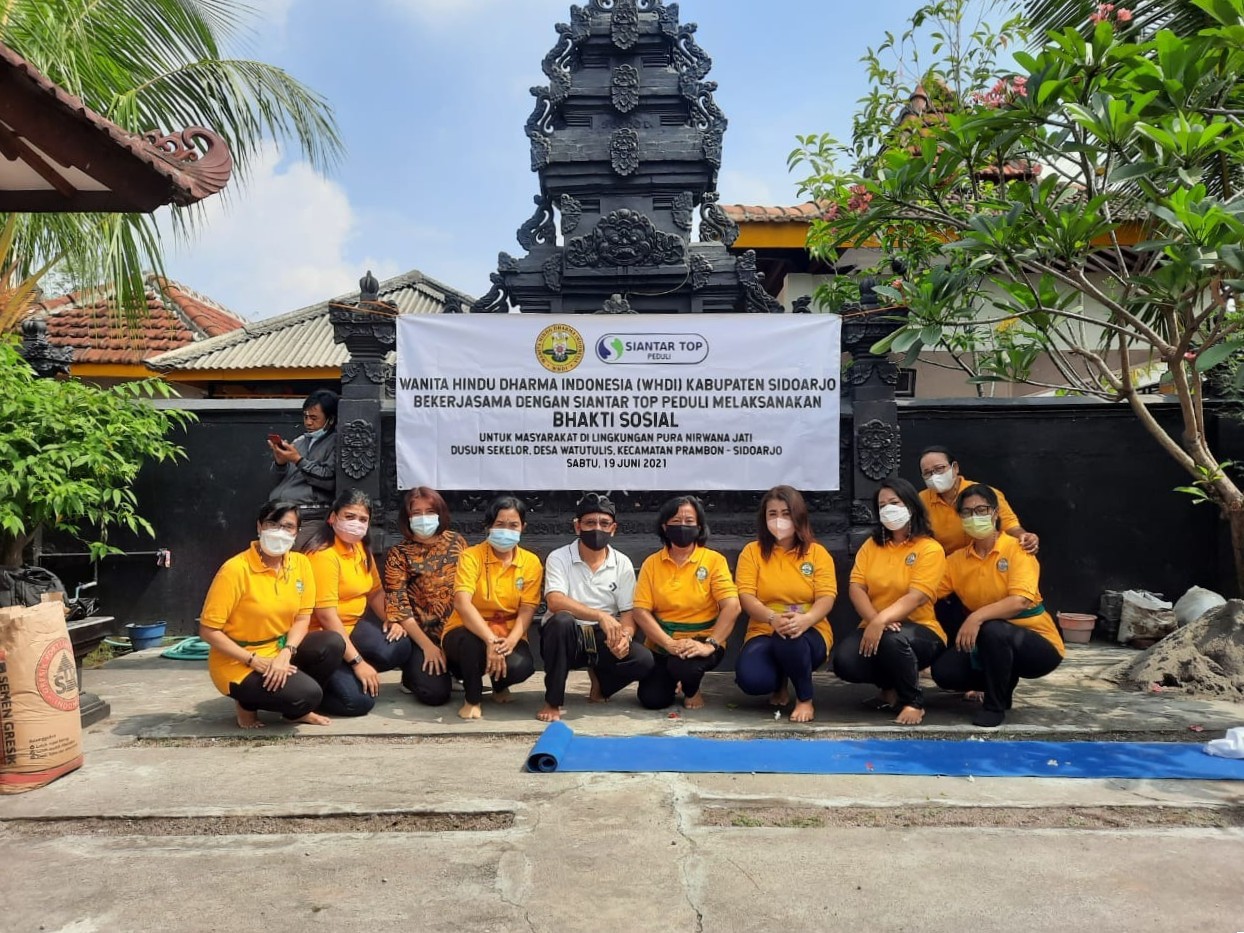 WHDI
SIANTAR TOP
PEDULI
WANITA HINDU DHARMA INDONESIA (WHDI) KABUPATEN SIDOARJO
BEKERJASAMA DENGAN SIANTAR TOP PEDULI MELAKSANAKAN
BHAKTI SOSIAL
UNTUK MASYARAKAT DI LINGKUNGAN PURA NIRWANA JATI
DUSUN SEKELOR, DESA WATUTULIS, KECAMATAN PRAMBON - SIDOARJO
SABTU, 19 JUNI 2021
SEMEN GRESIK